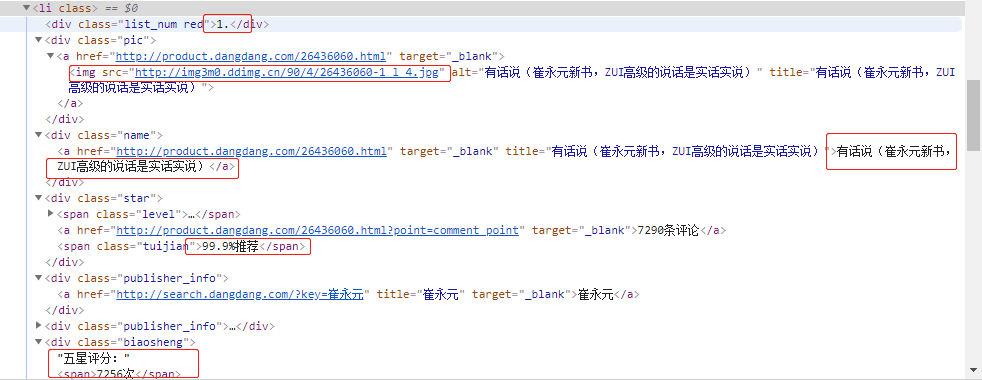 <li class> == $0
<div class="list_num red">1.</div>
<div class="pic">
<a href="http://product.dangdang.com/26436060.html" target="_blank">
<img src="http://img3m0.ddimg.cn/90/4/26436060-1_l_4.jpg" alt="有话说（崔永元新书，ZUI高级的说话是实话实说）" title="有话说（崔永元新书，ZUI
高级的说话是实话实说）">
</a>
</div>
<div class="name">
<a href="http://product.dangdang.com/26436060.html" target="_blank" title="有话说（崔永元新书，ZUI高级的说话是实话实说）">有话说（崔永元新书，
ZUI高级的说话是实话实说）</a>
</div>
<div class="star">
<span class="level">…</span>
<a href="http://product.dangdang.com/26436060.html?point=comment_point" target="_blank">7290条评论</a>
<span class="tuijian">99.9%推荐</span>
</div>
<div class="publisher_info">
<a href="http://search.dangdang.com/?key=崔永元" title="崔永元" target="_blank">崔永元</a>
</div>
<div class="publisher_info">…</div>
<div class="biaosheng">
"五星评分："
<span>7256次</span>